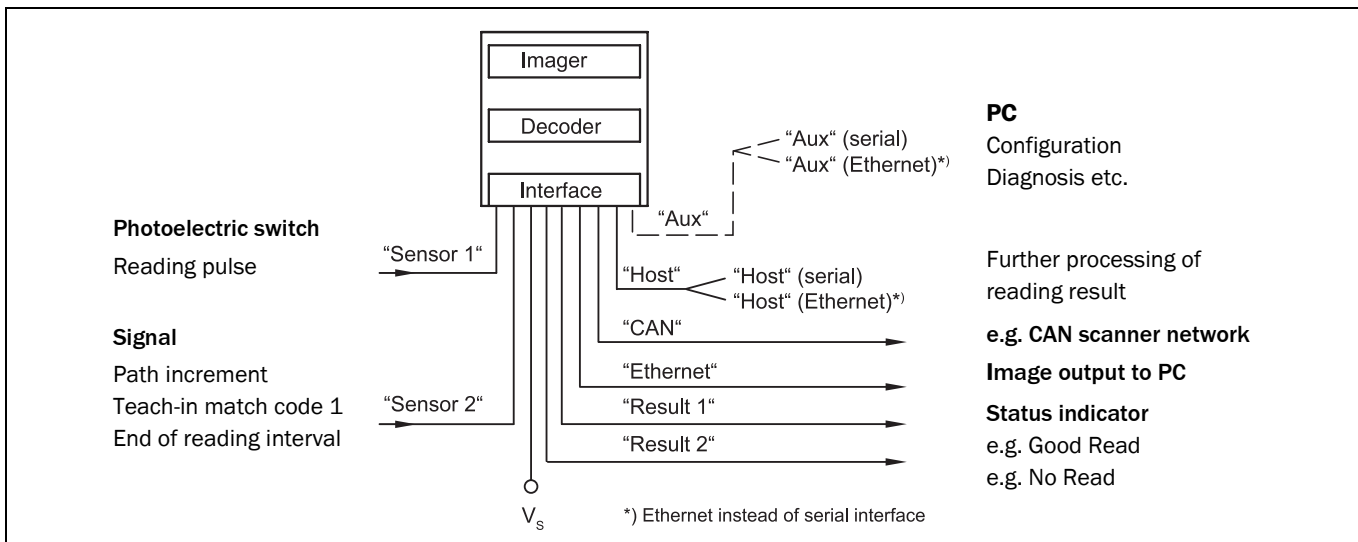 Imager
Decoder
Interface
Photoelectric switch
Reading pulse
“Sensor 1“
Signal
Path increment
Teach-in match code 1
End of reading interval
“Sensor 2“
VS
“Aux“
“Aux“ (serial)
“Aux“ (Ethernet)*)
PC
Configuration
Diagnosis etc.
“Host“
“Host“ (serial)
“Host“ (Ethernet)*)
Further processing of
reading result
“CAN“
e.g. CAN scanner network
“Ethernet“
Image output to PC
“Result 1“
Status indicator
e.g. Good Read
“Result 2“
e.g. No Read
*) Ethernet instead of serial interface